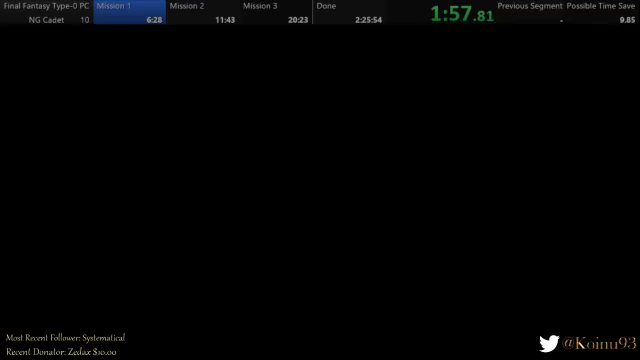 Final Fantasy Type-0 PC Mission 1 Mission 2 Mission 3 Done 1:57.81 Previous Segment Possible Time Save
NG Cadet 10 6:28 11:43 20:23 2:25:54 - 9.85
Most Recent Follower: Systematical
Recent Donator: Zedax $10.00
@Koinu93